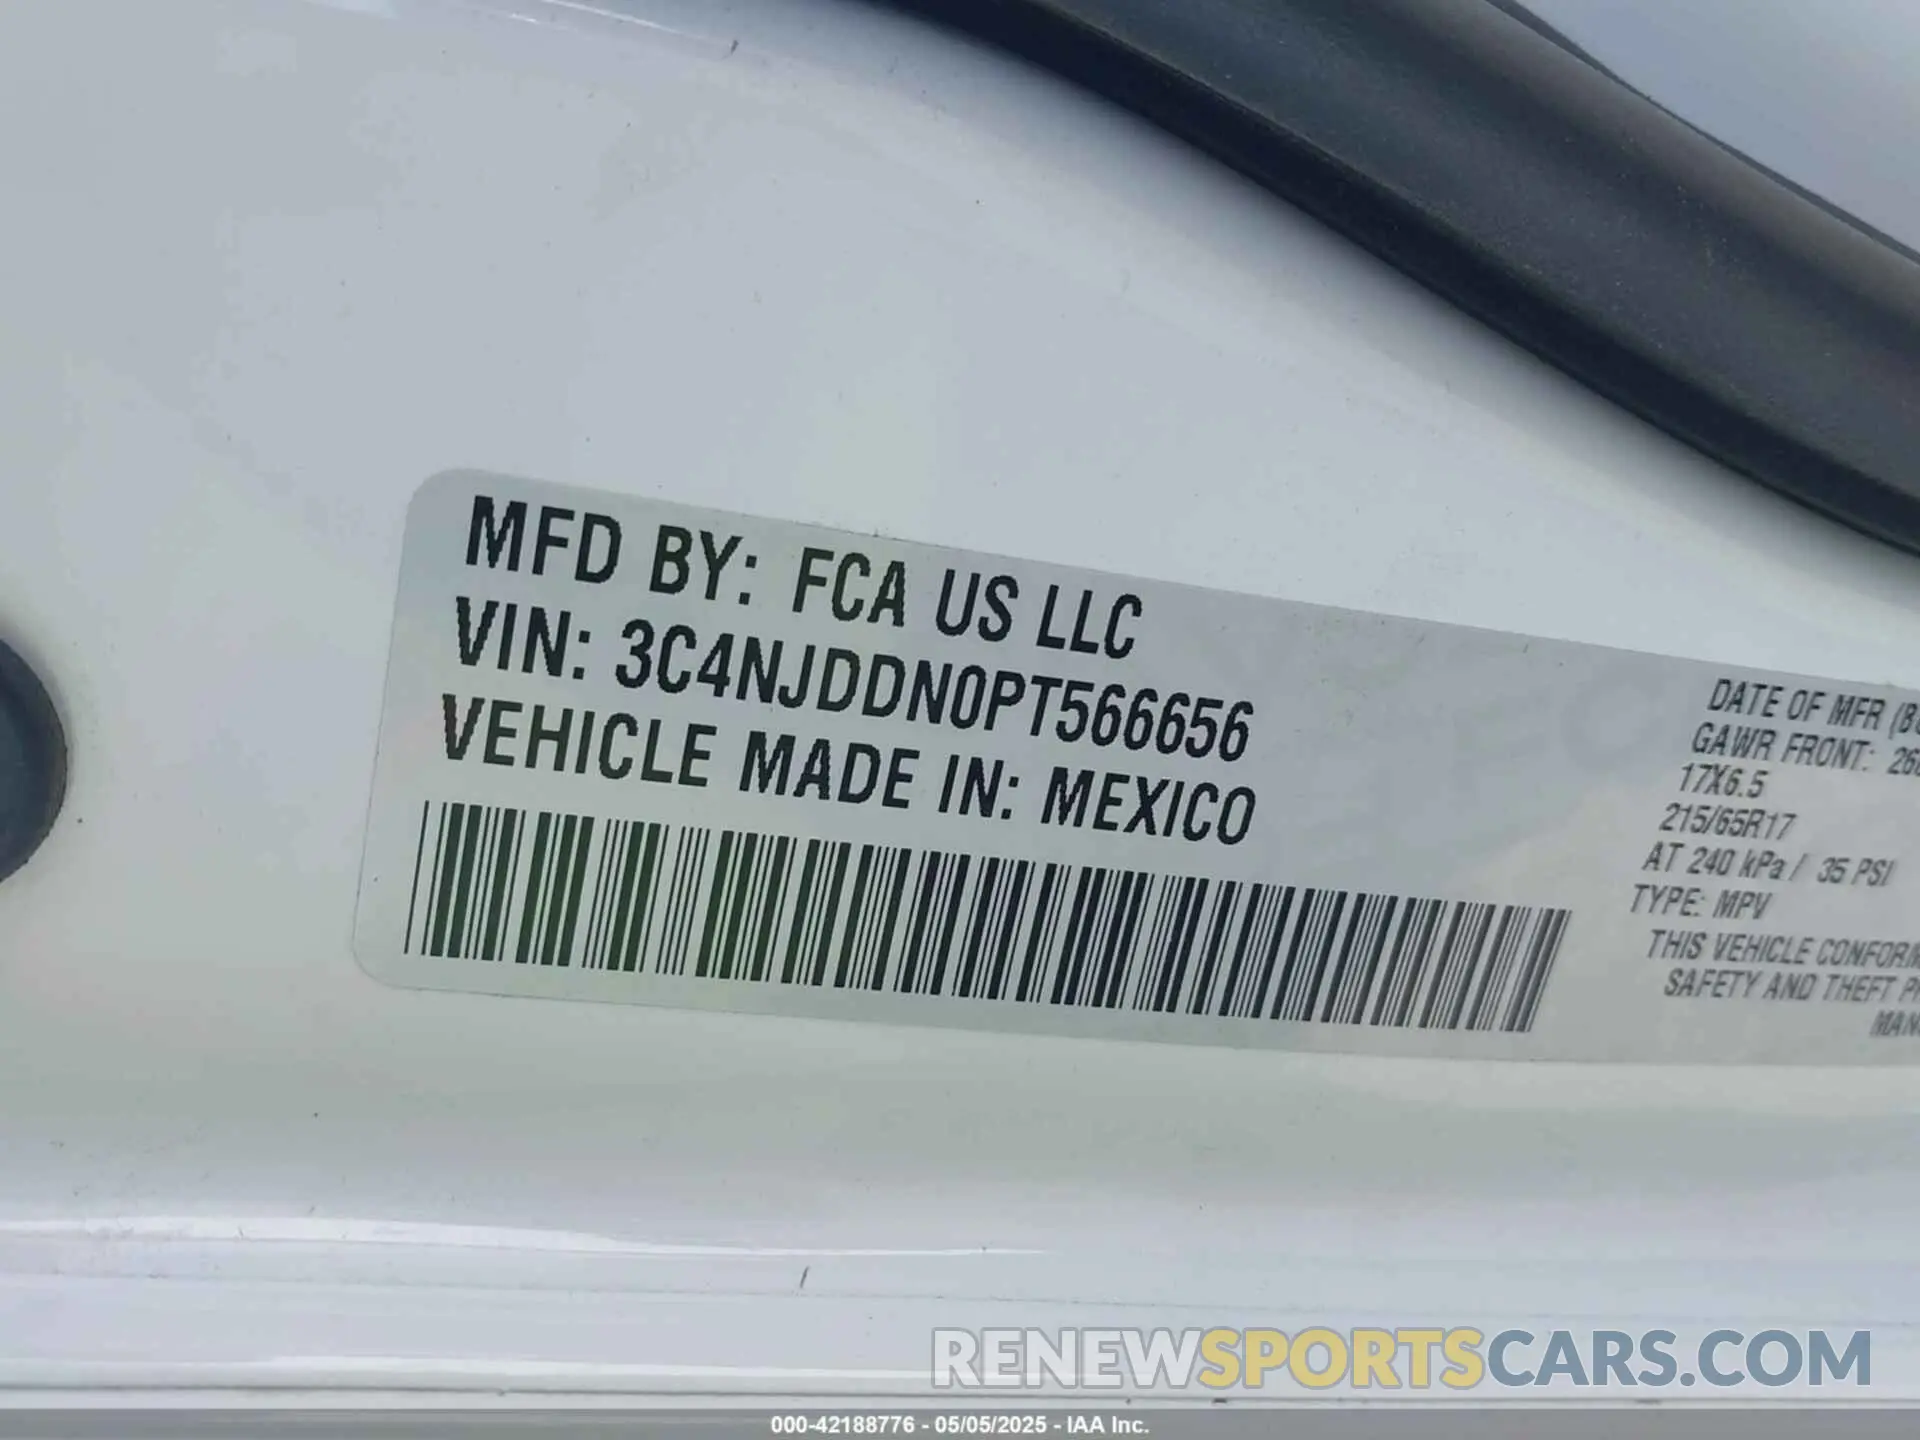 MFD BY: FCA US LLC
VIN: 3C4NJDDN0PT566656
VEHICLE MADE IN: MEXICO
DATE OF MFR
GAWR FRONT:
17X6.5
215/65R17
AT 240 kPa / 35 PSI
TYPE: MPV
THIS VEHICLE
SAFETY AND THEFT
RENEWSPORTSCARS.COM
000-42188776 - 05/05/2025 - IAA Inc.